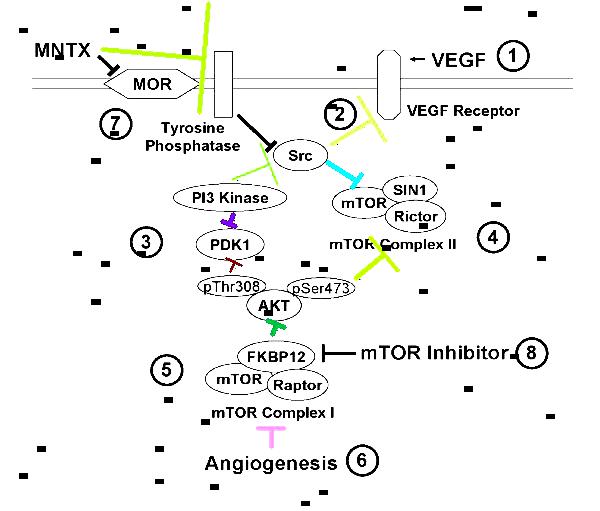 MNTX
VEGF 1
MOR
VEGF Receptor
7
2
Tyrosine
Phosphatase
Src
PI3 Kinase
SIN1
mTOR
Rictor
3
PDK1
mTOR Complex II
4
pThr308
pSer473
AKT
FKBP12
mTOR Inhibitor 8
5
mTOR
Raptor
mTOR Complex I
Angiogenesis 6